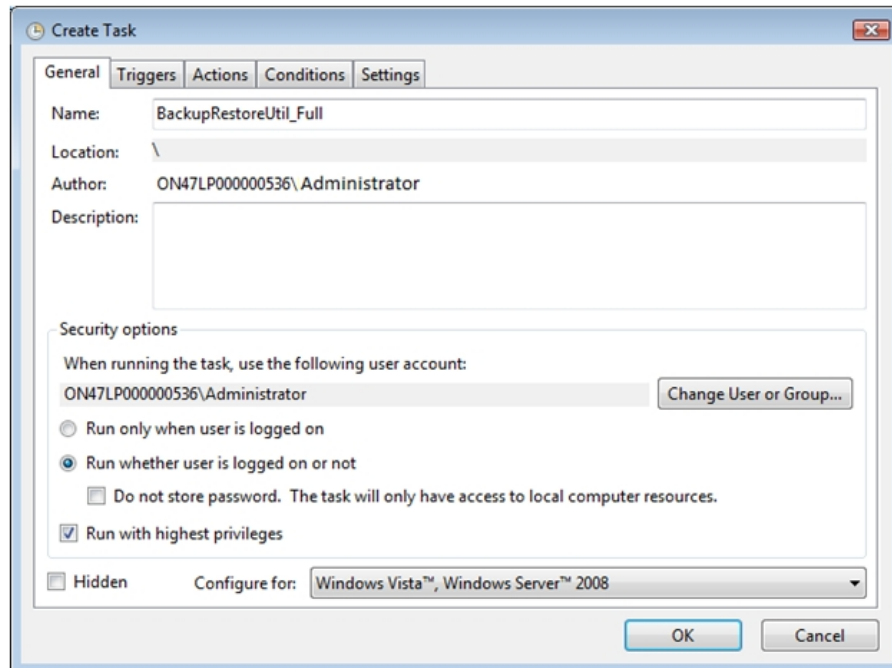 Create Task
General Triggers Actions Conditions Settings
Name: BackupRestoreUtil_Full
Location: \
Author: ON47LP000000536\Administrator
Description:
Security options
When running the task, use the following user account:
ON47LP000000536\Administrator Change User or Group...
Run only when user is logged on
Run whether user is logged on or not
Do not store password. The task will only have access to local computer resources.
Run with highest privileges
Hidden Configure for: Windows Vista™, Windows Server™ 2008
OK Cancel